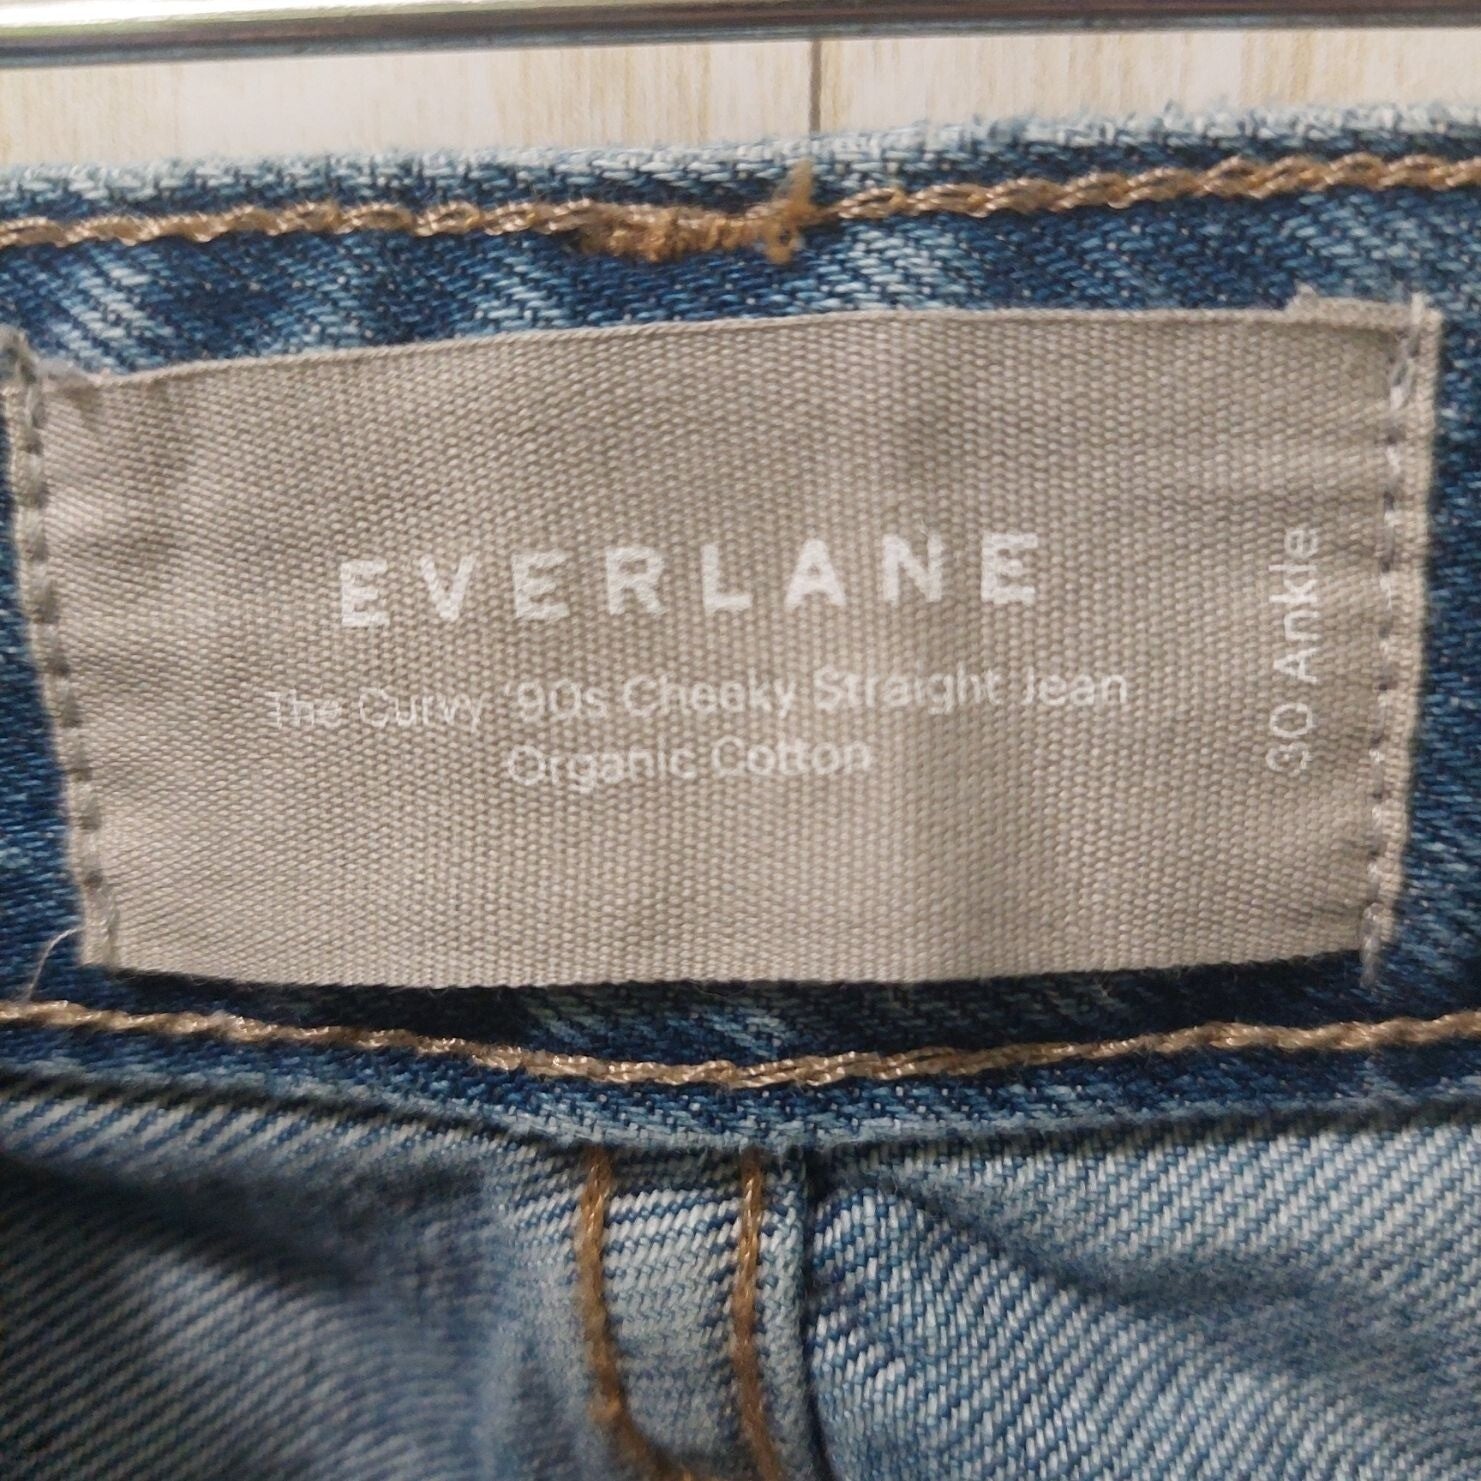 EVERLANE
The Curvy '90s Cheeky Straight Jean
Organic Cotton
30 Ankle